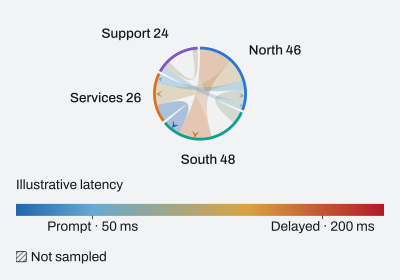 Support 24
North 46
Services 26
South 48
Illustrative latency
Prompt · 50 ms
Delayed · 200 ms
Not sampled